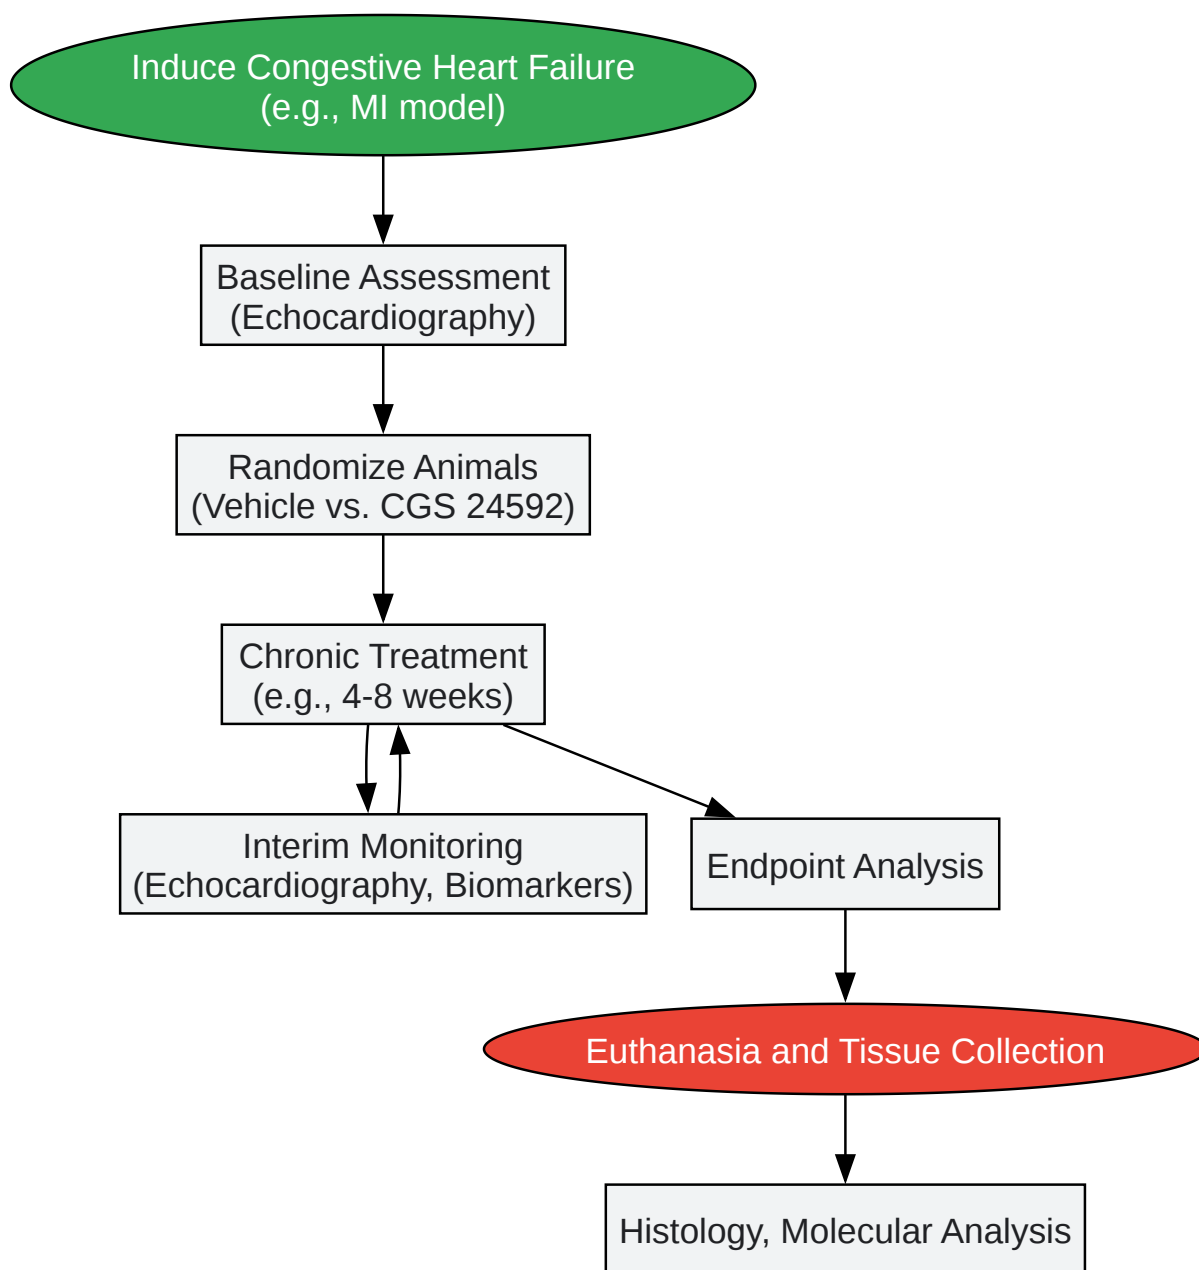 Induce Congestive Heart Failure
(e.g., MI model)
Baseline Assessment
(Echocardiography)
Randomize Animals
(Vehicle vs. CGS 24592)
Chronic Treatment
(e.g., 4-8 weeks)
Interim Monitoring
(Echocardiography, Biomarkers)
Endpoint Analysis
Euthanasia and Tissue Collection
Histology, Molecular Analysis